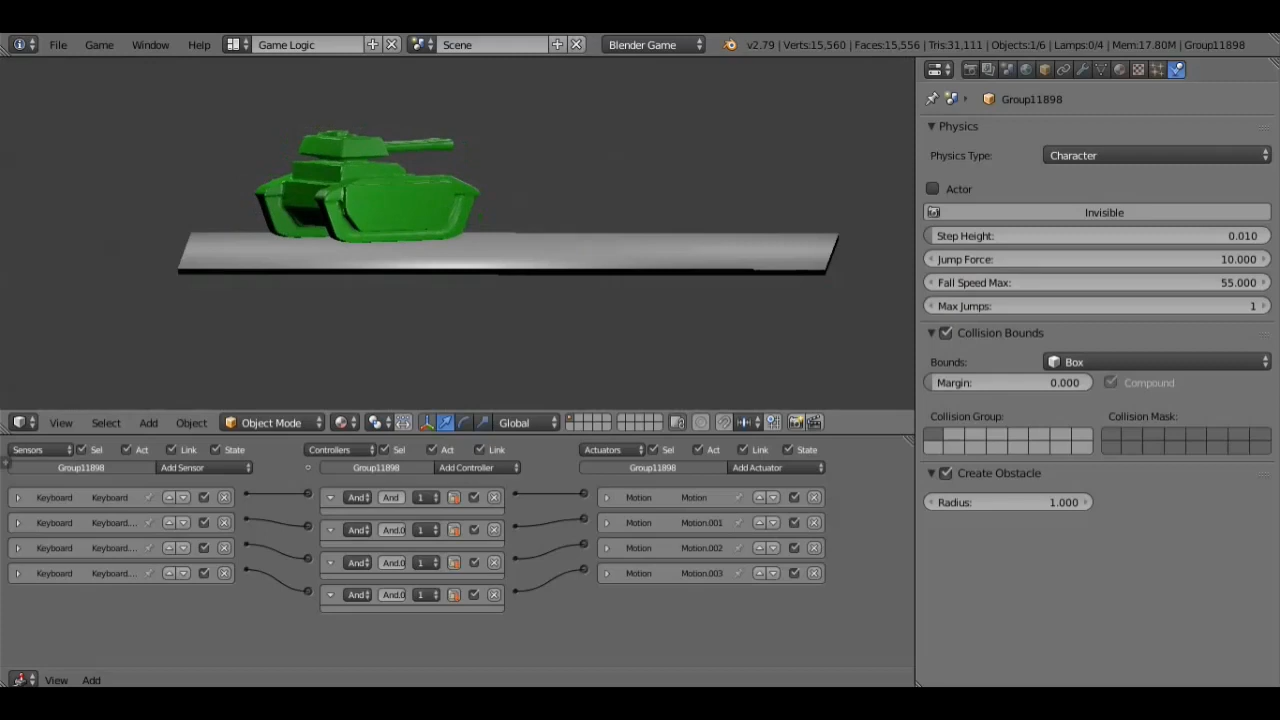 File Game Window Help Game Logic Scene Blender Game v2.79 | Verts:15,560 | Faces:15,556 | Tris:31,111 | Objects:1/6 | Lamps:0/4 | Mem:17.80M | Group11898
Group11898
Physics
Physics Type: Character
Actor
Invisible
Step Height: 0.010
Jump Force: 10.000
Fall Speed Max: 55.000
Max Jumps: 1
Collision Bounds
Bounds: Box
Margin: 0.000 Compound
Collision Group: Collision Mask:
Create Obstacle
Radius: 1.000
View Select Add Object Object Mode Global
Sensors Sel Act Link State Controllers Sel Act Link Actuators Sel Act Link State
Group11898 Add Sensor Group11898 Add Controller Group11898 Add Actuator
Keyboard Keyboard And And 1 Motion Motion
Keyboard Keyboard... And And.0 1 Motion Motion.001
Keyboard Keyboard... And And.0 1 Motion Motion.002
Keyboard Keyboard... And And.0 1 Motion Motion.003
View Add